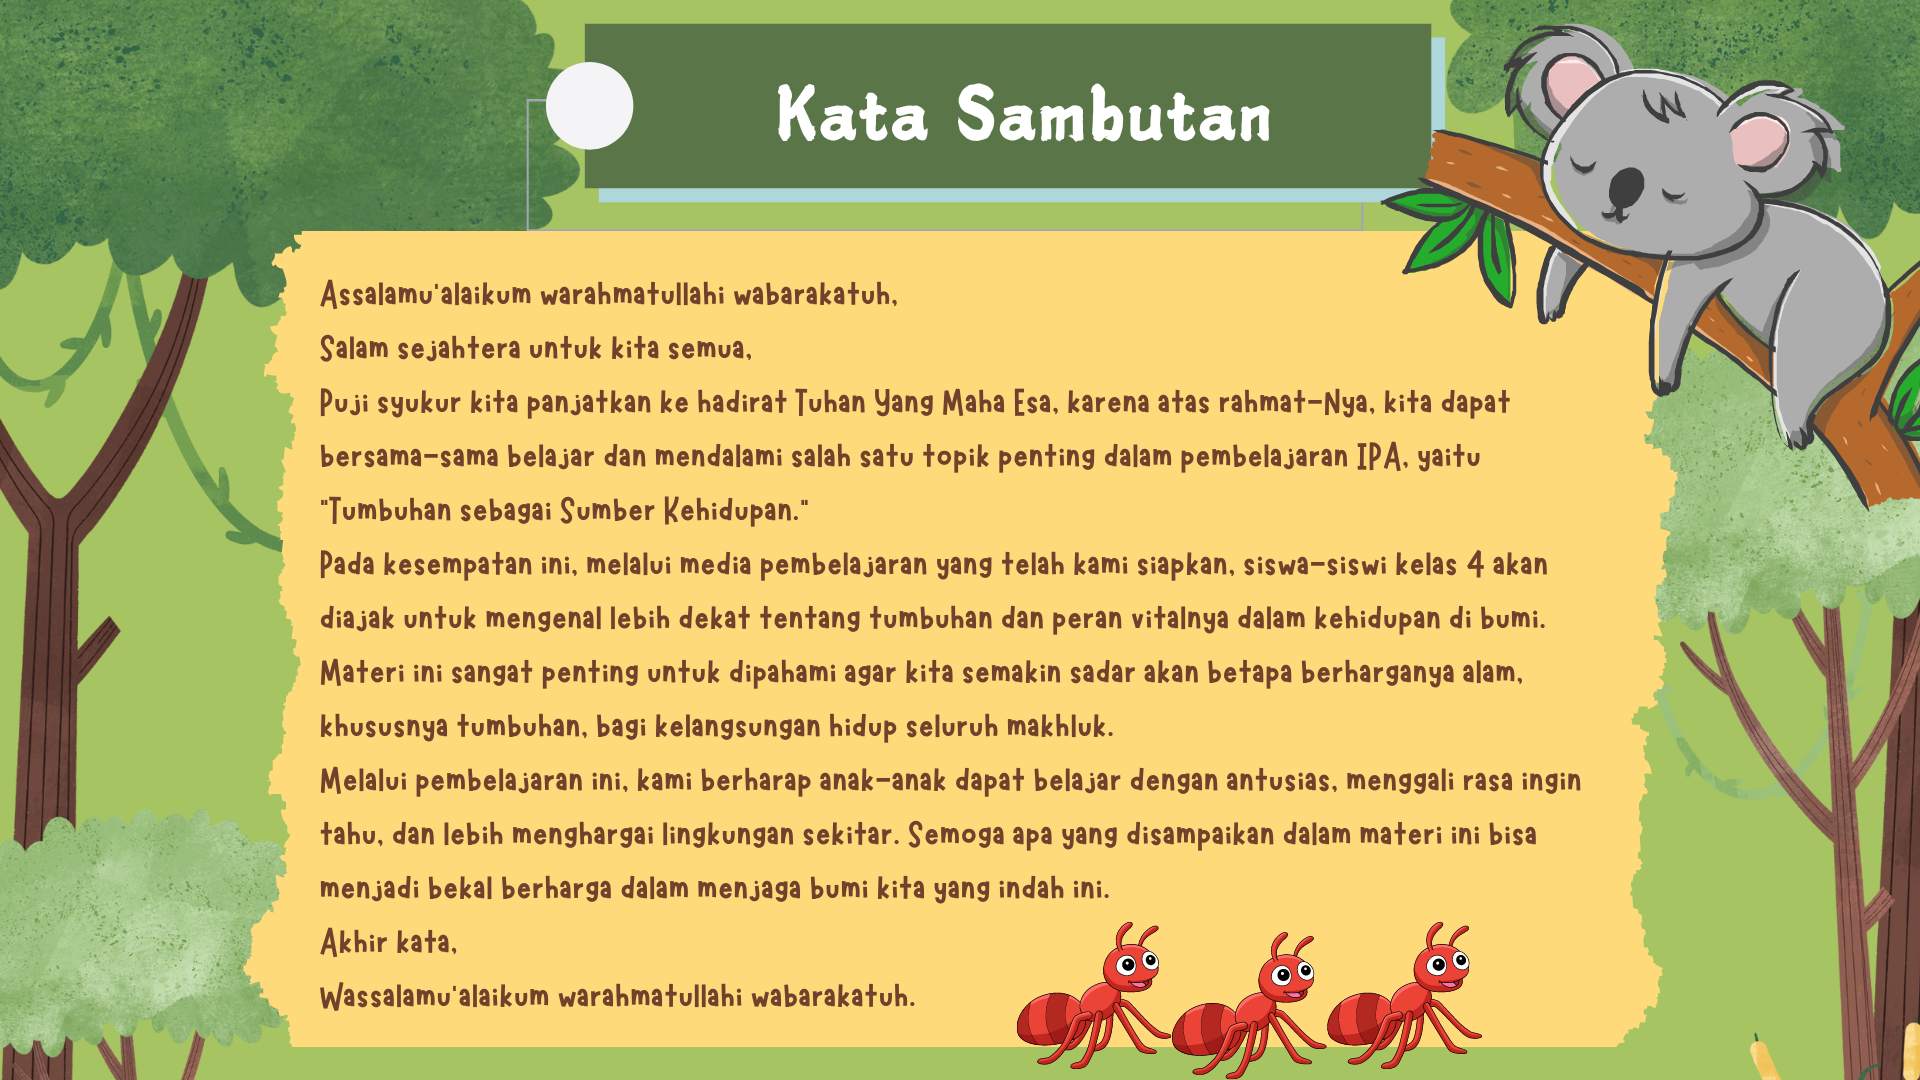 Kata Sambutan
Assalamu'alaikum warahmatullahi wabarakatuh,
Salam sejahtera untuk kita semua,
Puji syukur kita panjatkan ke hadirat Tuhan Yang Maha Esa, karena atas rahmat-Nya, kita dapat
bersama-sama belajar dan mendalami salah satu topik penting dalam pembelajaran IPA, yaitu
"Tumbuhan sebagai Sumber Kehidupan."
Pada kesempatan ini, melalui media pembelajaran yang telah kami siapkan, siswa-siswi kelas 4 akan
diajak untuk mengenal lebih dekat tentang tumbuhan dan peran vitalnya dalam kehidupan di bumi.
Materi ini sangat penting untuk dipahami agar kita semakin sadar akan betapa berharganya alam,
khususnya tumbuhan, bagi kelangsungan hidup seluruh makhluk.
Melalui pembelajaran ini, kami berharap anak-anak dapat belajar dengan antusias, menggali rasa ingin
tahu, dan lebih menghargai lingkungan sekitar. Semoga apa yang disampaikan dalam materi ini bisa
menjadi bekal berharga dalam menjaga bumi kita yang indah ini.
Akhir kata,
Wassalamu'alaikum warahmatullahi wabarakatuh.